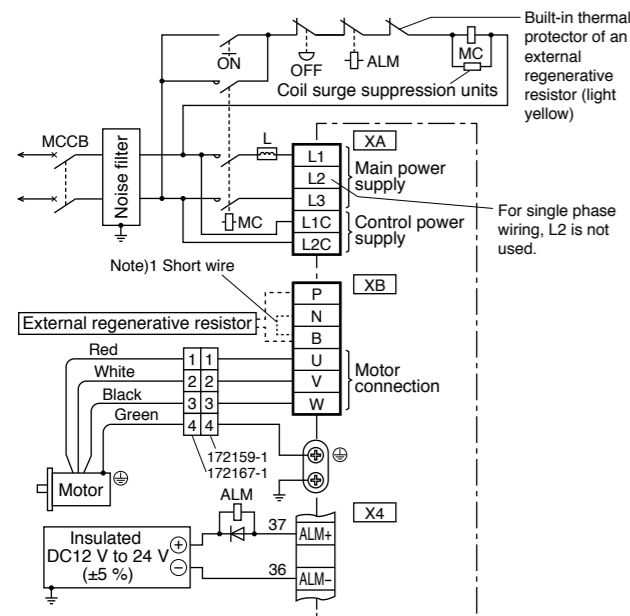 Built-in thermal
protector of an
external
regenerative
resistor (light
yellow)
ON
OFF
ALM
MC
Coil surge suppression units
MCCB
Noise filter
L
MC
XA
L1
L2
L3
L1C
L2C
Main power
supply
Control power
supply
For single phase
wiring, L2 is not
used.
Note)1 Short wire
XB
External regenerative resistor
P
N
B
U
V
W
Motor
connection
Red
White
Black
Green
1 1
2 2
3 3
4 4
172159-1
172167-1
Motor
ALM
X4
Insulated
DC12 V to 24 V
(±5 %)
+
−
37
ALM+
36
ALM−